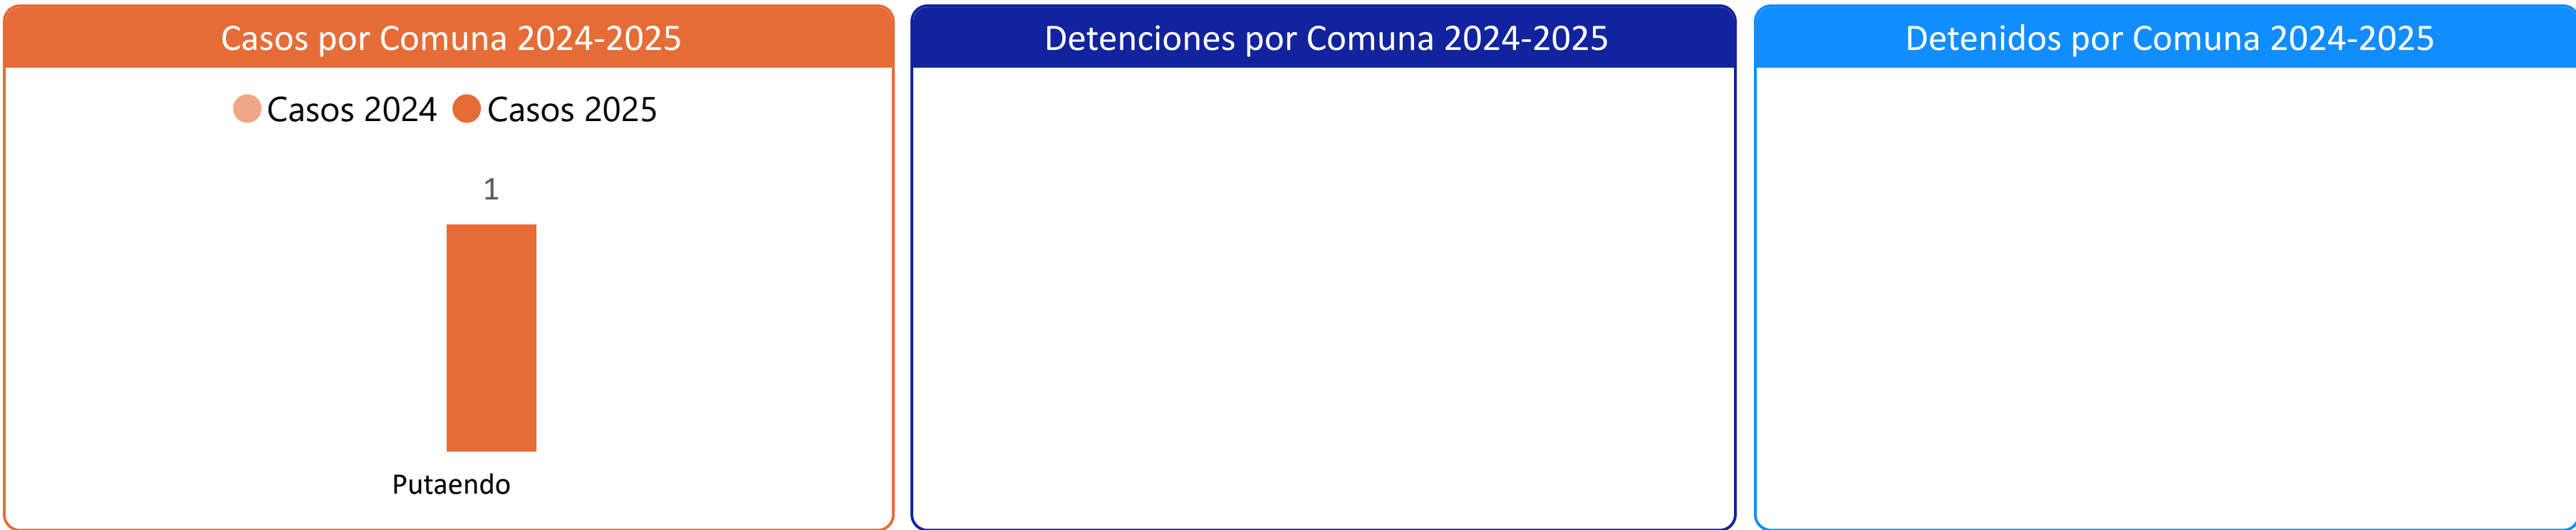 Casos por Comuna 2024-2025
Casos 2024 Casos 2025
1
Putaendo
Detenciones por Comuna 2024-2025
Detenidos por Comuna 2024-2025